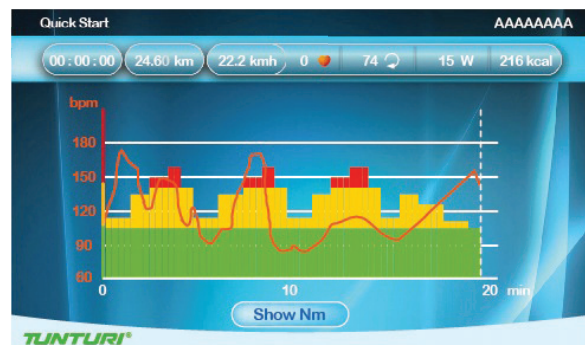 Quick Start AAAAAAAA
00:00:00 24.60 km 22.2 kmh 0 74 15 W 216 kcal
bpm
180
150
120
90
60
0 10 20 min
Show Nm
TUNTURI®